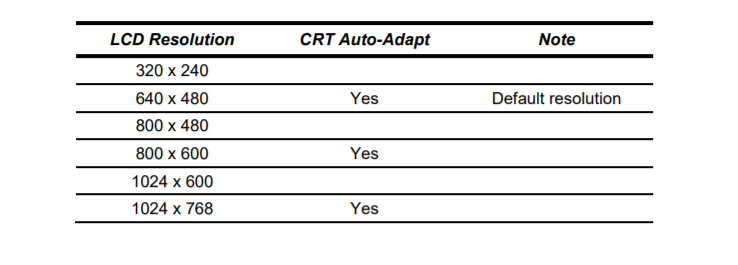 LCD Resolution CRT Auto-Adapt Note
320 x 240
640 x 480 Yes Default resolution
800 x 480
800 x 600 Yes
1024 x 600
1024 x 768 Yes